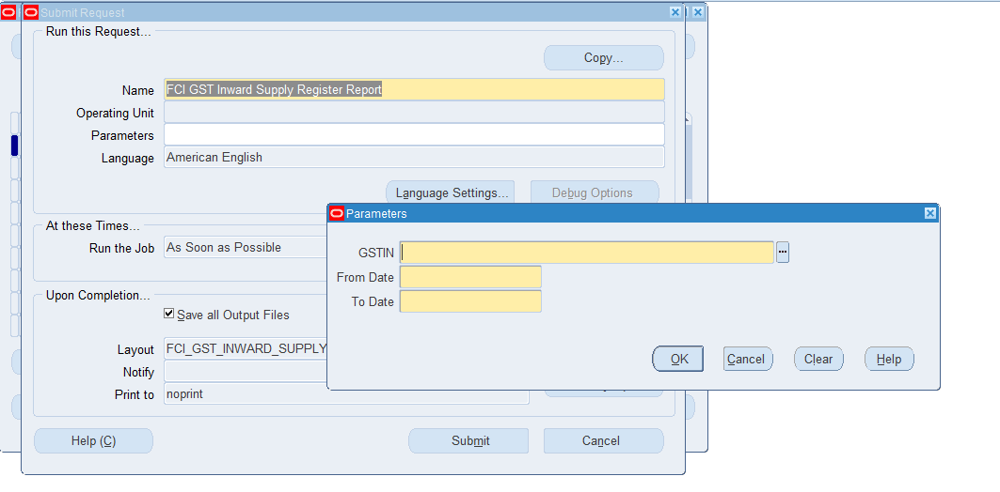 Submit Request
Run this Request...
Copy...
Name FCI GST Inward Supply Register Report
Operating Unit
Parameters
Language American English
Language Settings... Debug Options
Parameters
At these Times...
Run the Job As Soon as Possible
GSTIN
From Date
To Date
Upon Completion...
Save all Output Files
Layout FCI_GST_INWARD_SUPPLY
OK Cancel Clear Help
Notify
Print to noprint
Help (C) Submit Cancel